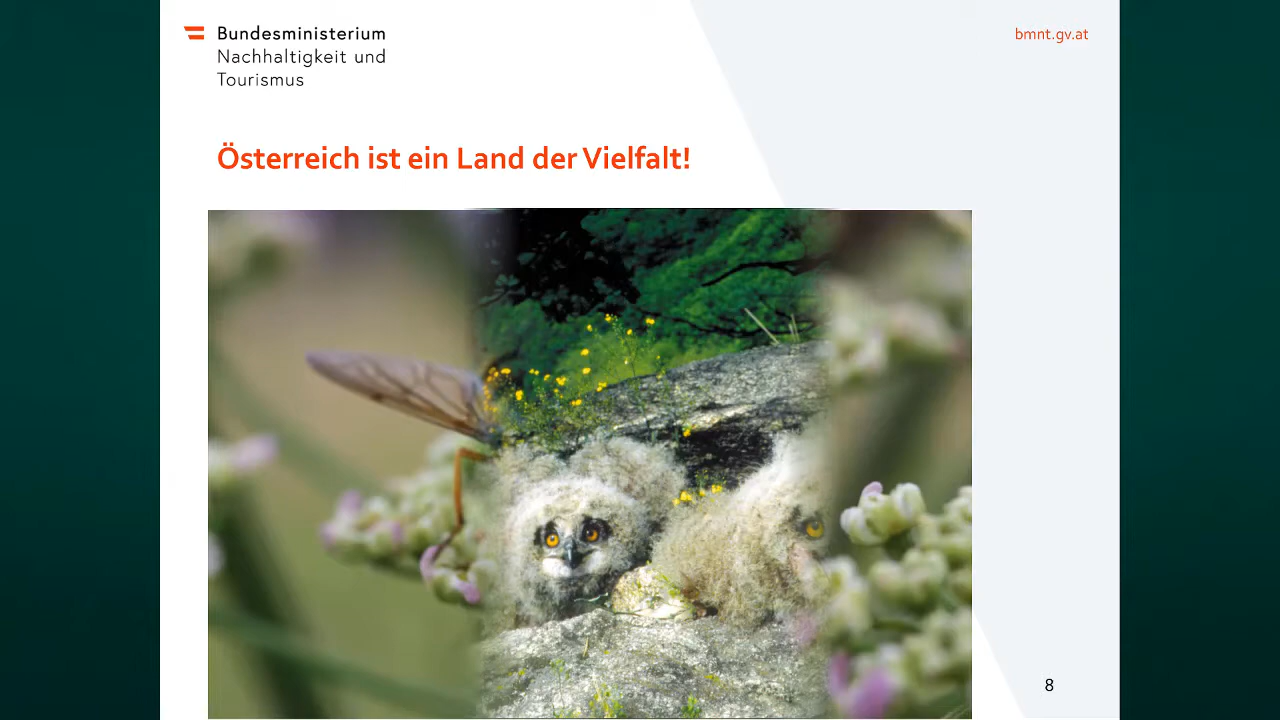 Bundesministerium
Nachhaltigkeit und
Tourismus
bmnt.gv.at
Österreich ist ein Land der Vielfalt!
8